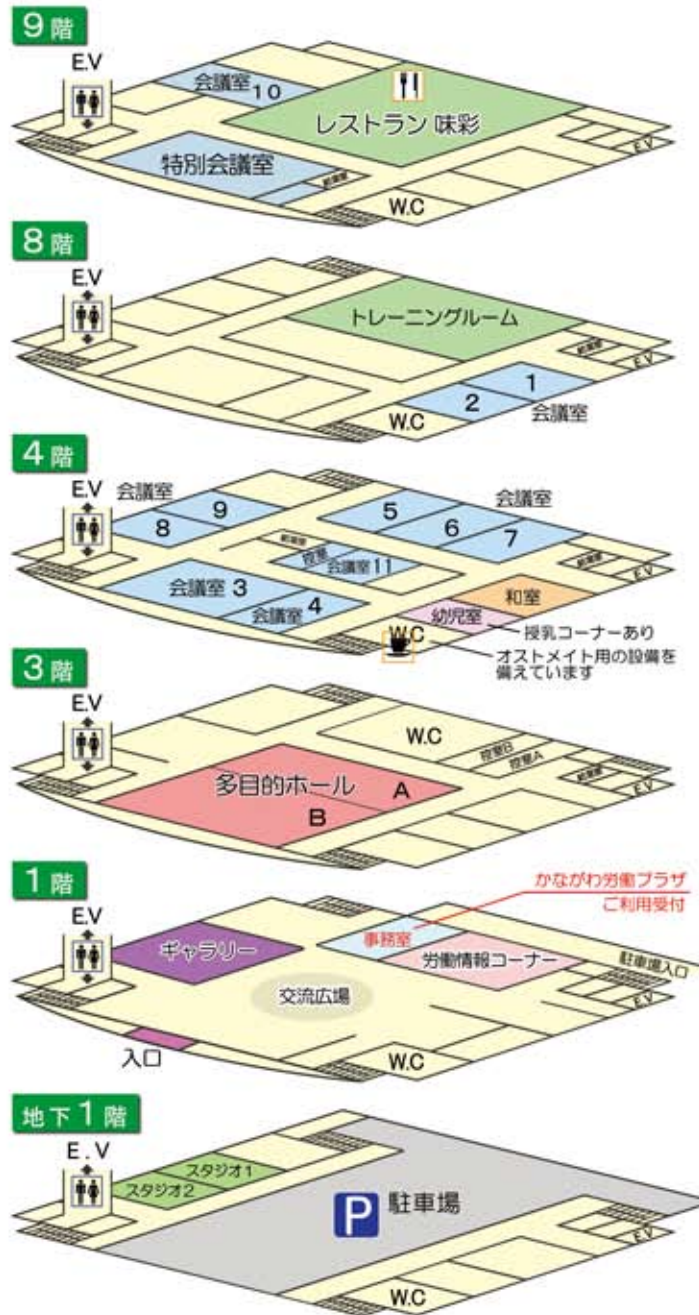 9階
E.V
会議室10
レストラン 味彩
特別会議室
E.V
W.C
8階
E.V
トレーニングルーム
E.V
1
2
会議室
W.C
4階
E.V
会議室
8
9
会議室
5
6
7
控室
会議室11
会議室3
会議室4
和室
幼児室
W.C
授乳コーナーあり
オストメイト用の設備を
備えています
3階
E.V
W.C
控室B
控室A
多目的ホール
A
B
E.V
1階
E.V
かながわ労働プラザ
ご利用受付
ギャラリー
事務室
労働情報コーナー
駐車場入口
交流広場
E.V
入口
W.C
地下1階
E.V
スタジオ1
スタジオ2
P 駐車場
E.V
W.C